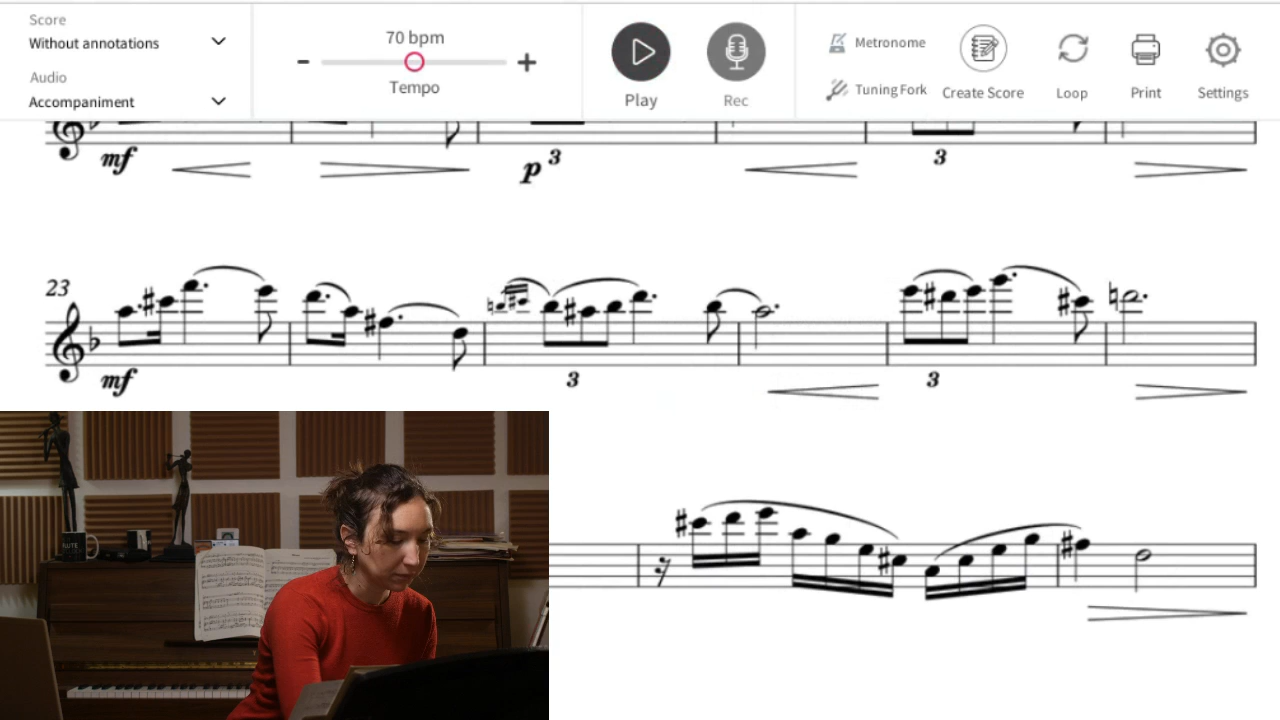 Score
Without annotations
Audio
Accompaniment
- 70 bpm +
Tempo
Play
Rec
Metronome
Tuning Fork
Create Score
Loop
Print
Settings
mf
p 3
3
23
mf
3
3